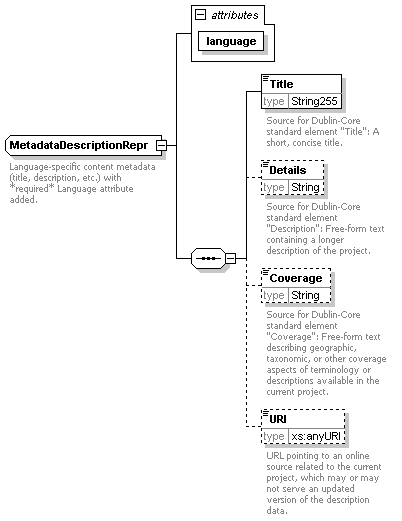 attributes
language
Title
type String255
Source for Dublin-Core
standard element "Title": A
short, concise title.
MetadataDescriptionRepr
Language-specific content metadata
(title, description, etc.) with
*required* Language attribute
added.
Details
type String
Source for Dublin-Core
standard element
"Description": Free-form text
containing a longer
description of the project.
Coverage
type String
Source for Dublin-Core
standard element
"Coverage": Free-form text
describing geographic,
taxonomic, or other coverage
aspects of terminology or
descriptions available in the
current project.
URI
type xs:anyURI
URL pointing to an online
source related to the current
project, which may or may
not serve an updated
version of the description
data.